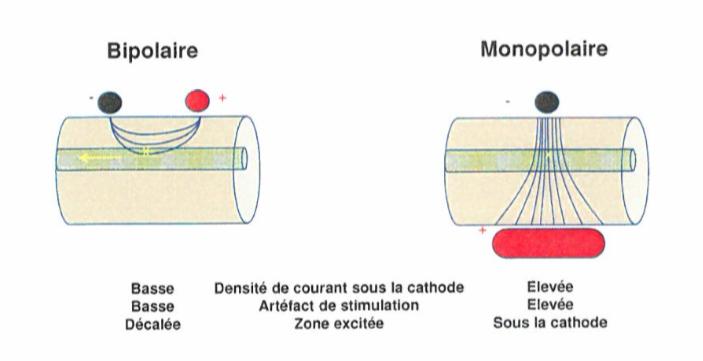 Bipolaire Monopolaire
- + -
+
Basse Densité de courant sous la cathode Elevée
Basse Artéfact de stimulation Elevée
Décalée Zone excitée Sous la cathode